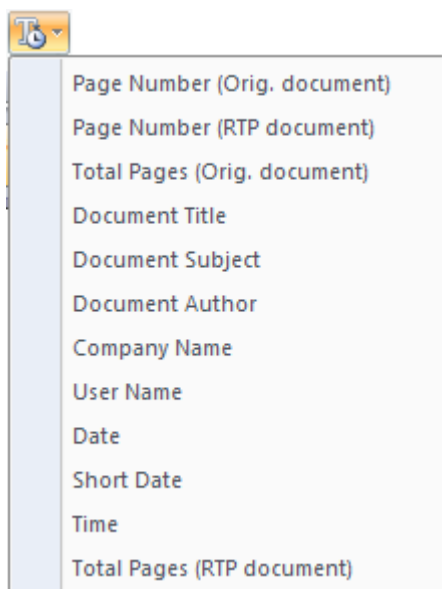 Page Number (Orig. document)
Page Number (RTP document)
Total Pages (Orig. document)
Document Title
Document Subject
Document Author
Company Name
User Name
Date
Short Date
Time
Total Pages (RTP document)